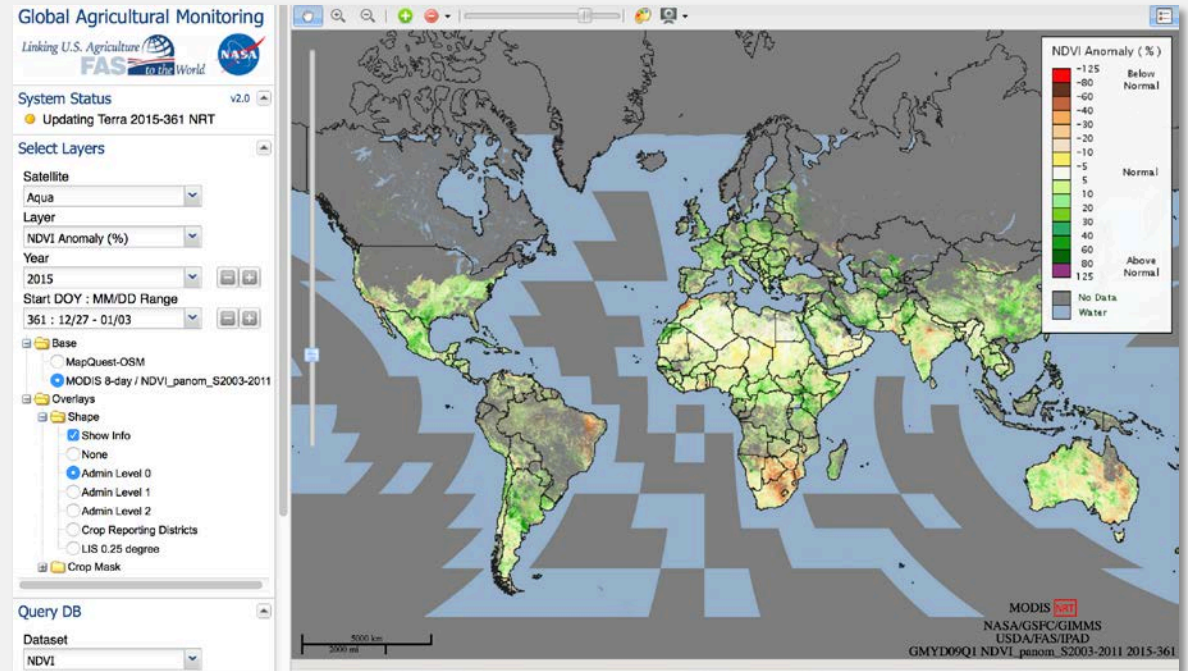 Global Agricultural Monitoring
Linking U.S. Agriculture
FAS
to the World
NASA
System Status
v2.0
Updating Terra 2015-361 NRT
Select Layers
Satellite
Aqua
Layer
NDVI Anomaly (%)
Year
2015
Start DOY : MM/DD Range
361 : 12/27 - 01/03
Base
MapQuest-OSM
MODIS 8-day / NDVI_panom_S2003-2011
Overlays
Shape
Show Info
None
Admin Level 0
Admin Level 1
Admin Level 2
Crop Reporting Districts
LIS 0.25 degree
Crop Mask
Query DB
Dataset
NDVI
NDVI Anomaly (%)
-125
Below
-80
Normal
-60
-40
-30
-20
-10
-5
Normal
5
10
20
30
40
60
Above
80
Normal
125
No Data
Water
5000 km
2000 mi
MODIS NRT
NASA/GSFC/GIMMS
USDA/FAS/IPAD
GMYD09Q1 NDVI_panom_S2003-2011 2015-361